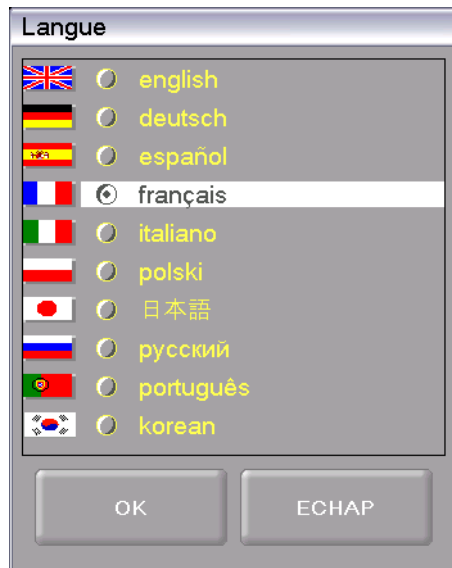 Langue
english
deutsch
español
français
italiano
polski
日本語
русский
português
korean
OK
ECHAP